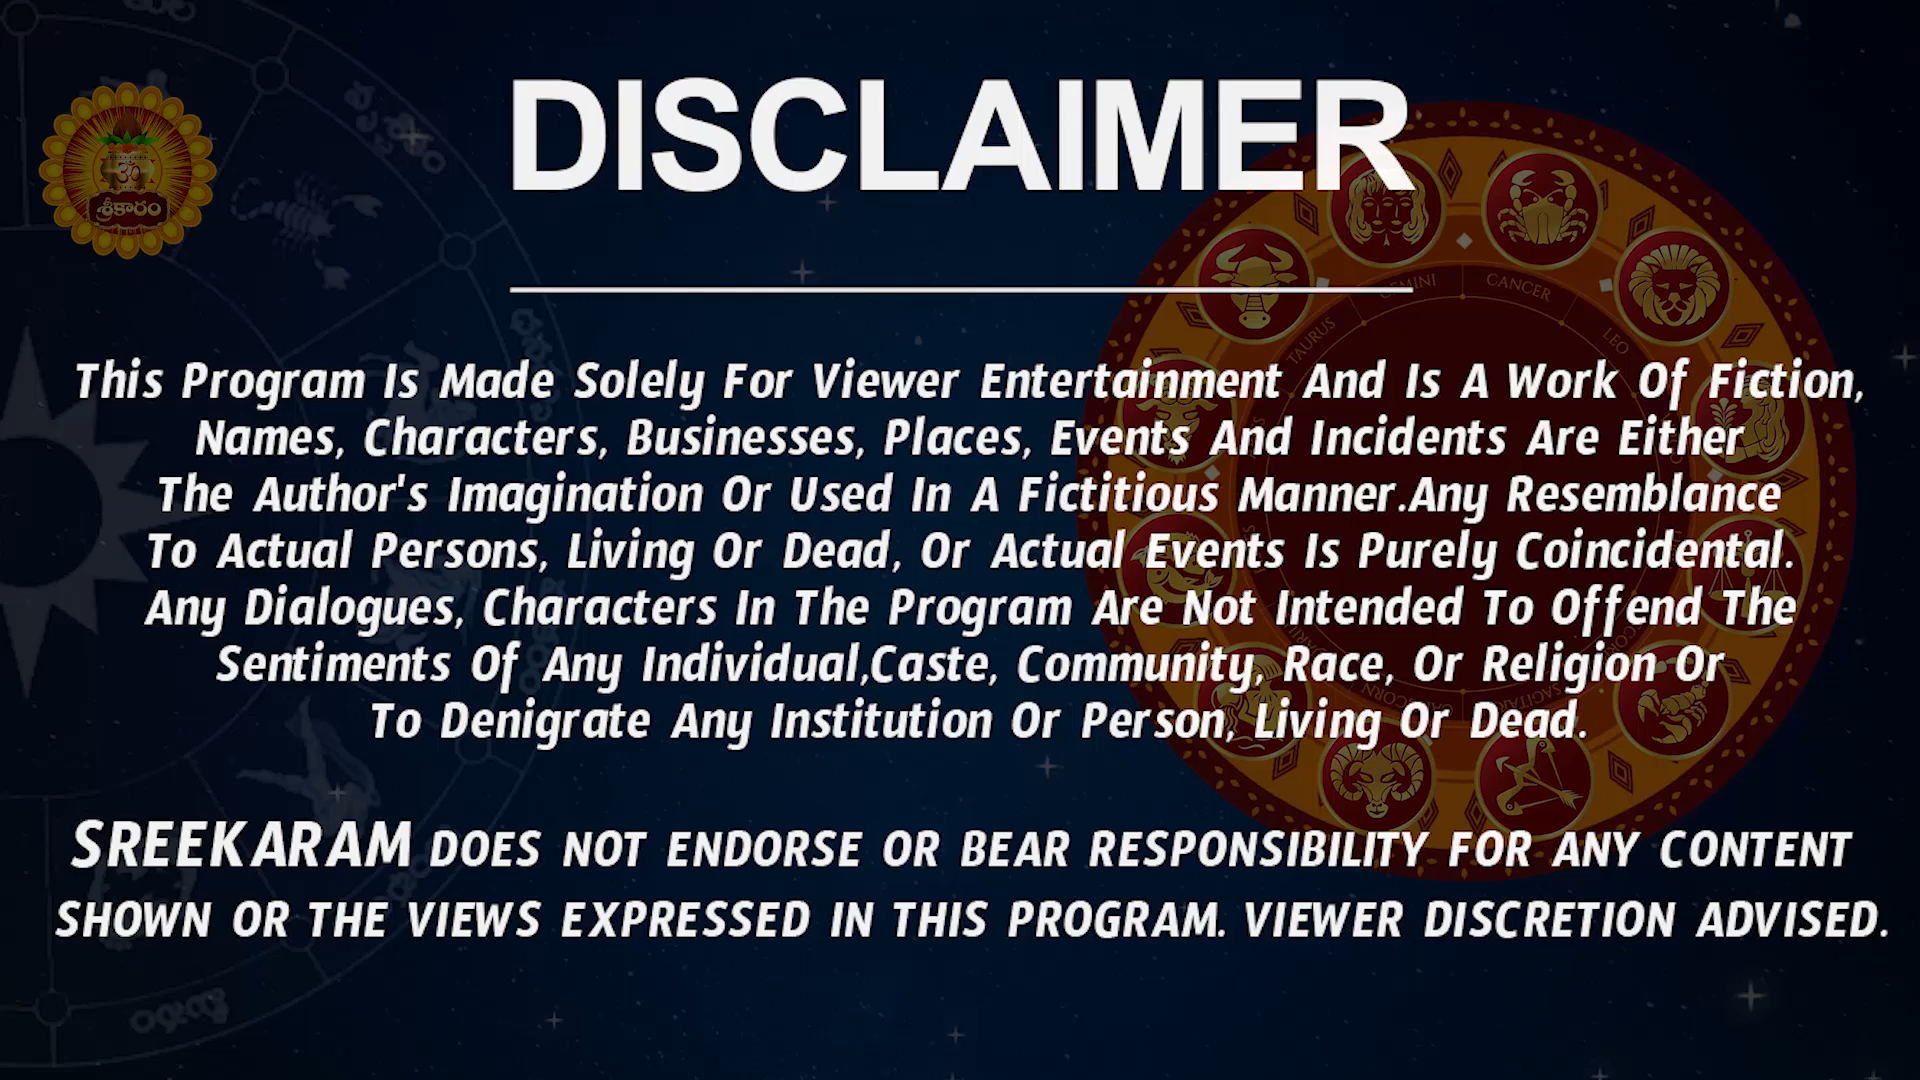 DISCLAIMER
ఓం
శ్రీకారం
GEMINI
CANCER
TAURUS
LEO
This Program Is Made Solely For Viewer Entertainment And Is A Work Of Fiction,
Names, Characters, Businesses, Places, Events And Incidents Are Either
The Author's Imagination Or Used In A Fictitious Manner.Any Resemblance
To Actual Persons, Living Or Dead, Or Actual Events Is Purely Coincidental.
Any Dialogues, Characters In The Program Are Not Intended To Offend The
Sentiments Of Any Individual,Caste, Community, Race, Or Religion Or
To Denigrate Any Institution Or Person, Living Or Dead.
SREEKARAM DOES NOT ENDORSE OR BEAR RESPONSIBILITY FOR ANY CONTENT
SHOWN OR THE VIEWS EXPRESSED IN THIS PROGRAM. VIEWER DISCRETION ADVISED.